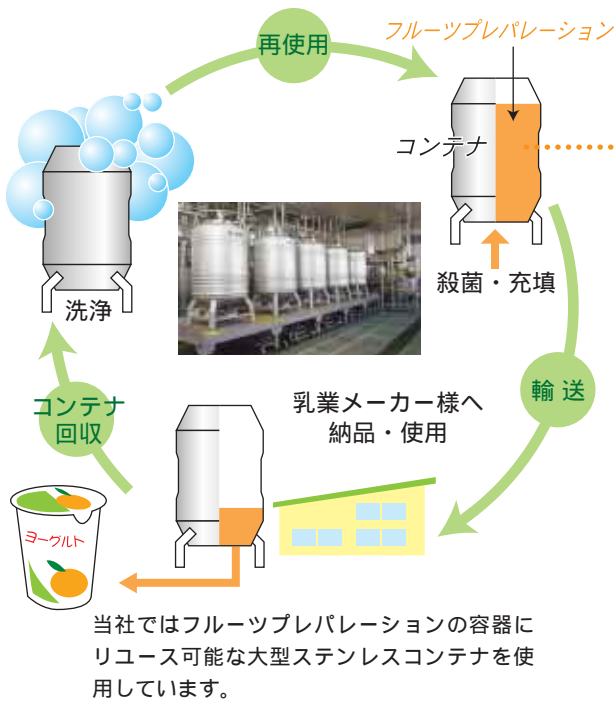 再使用
フルーツプレパレーション
コンテナ
殺菌・充填
洗浄
輸送
乳業メーカー様へ
納品・使用
コンテナ
回収
ヨーグルト
当社ではフルーツプレパレーションの容器に
リユース可能な大型ステンレスコンテナを使
用しています。